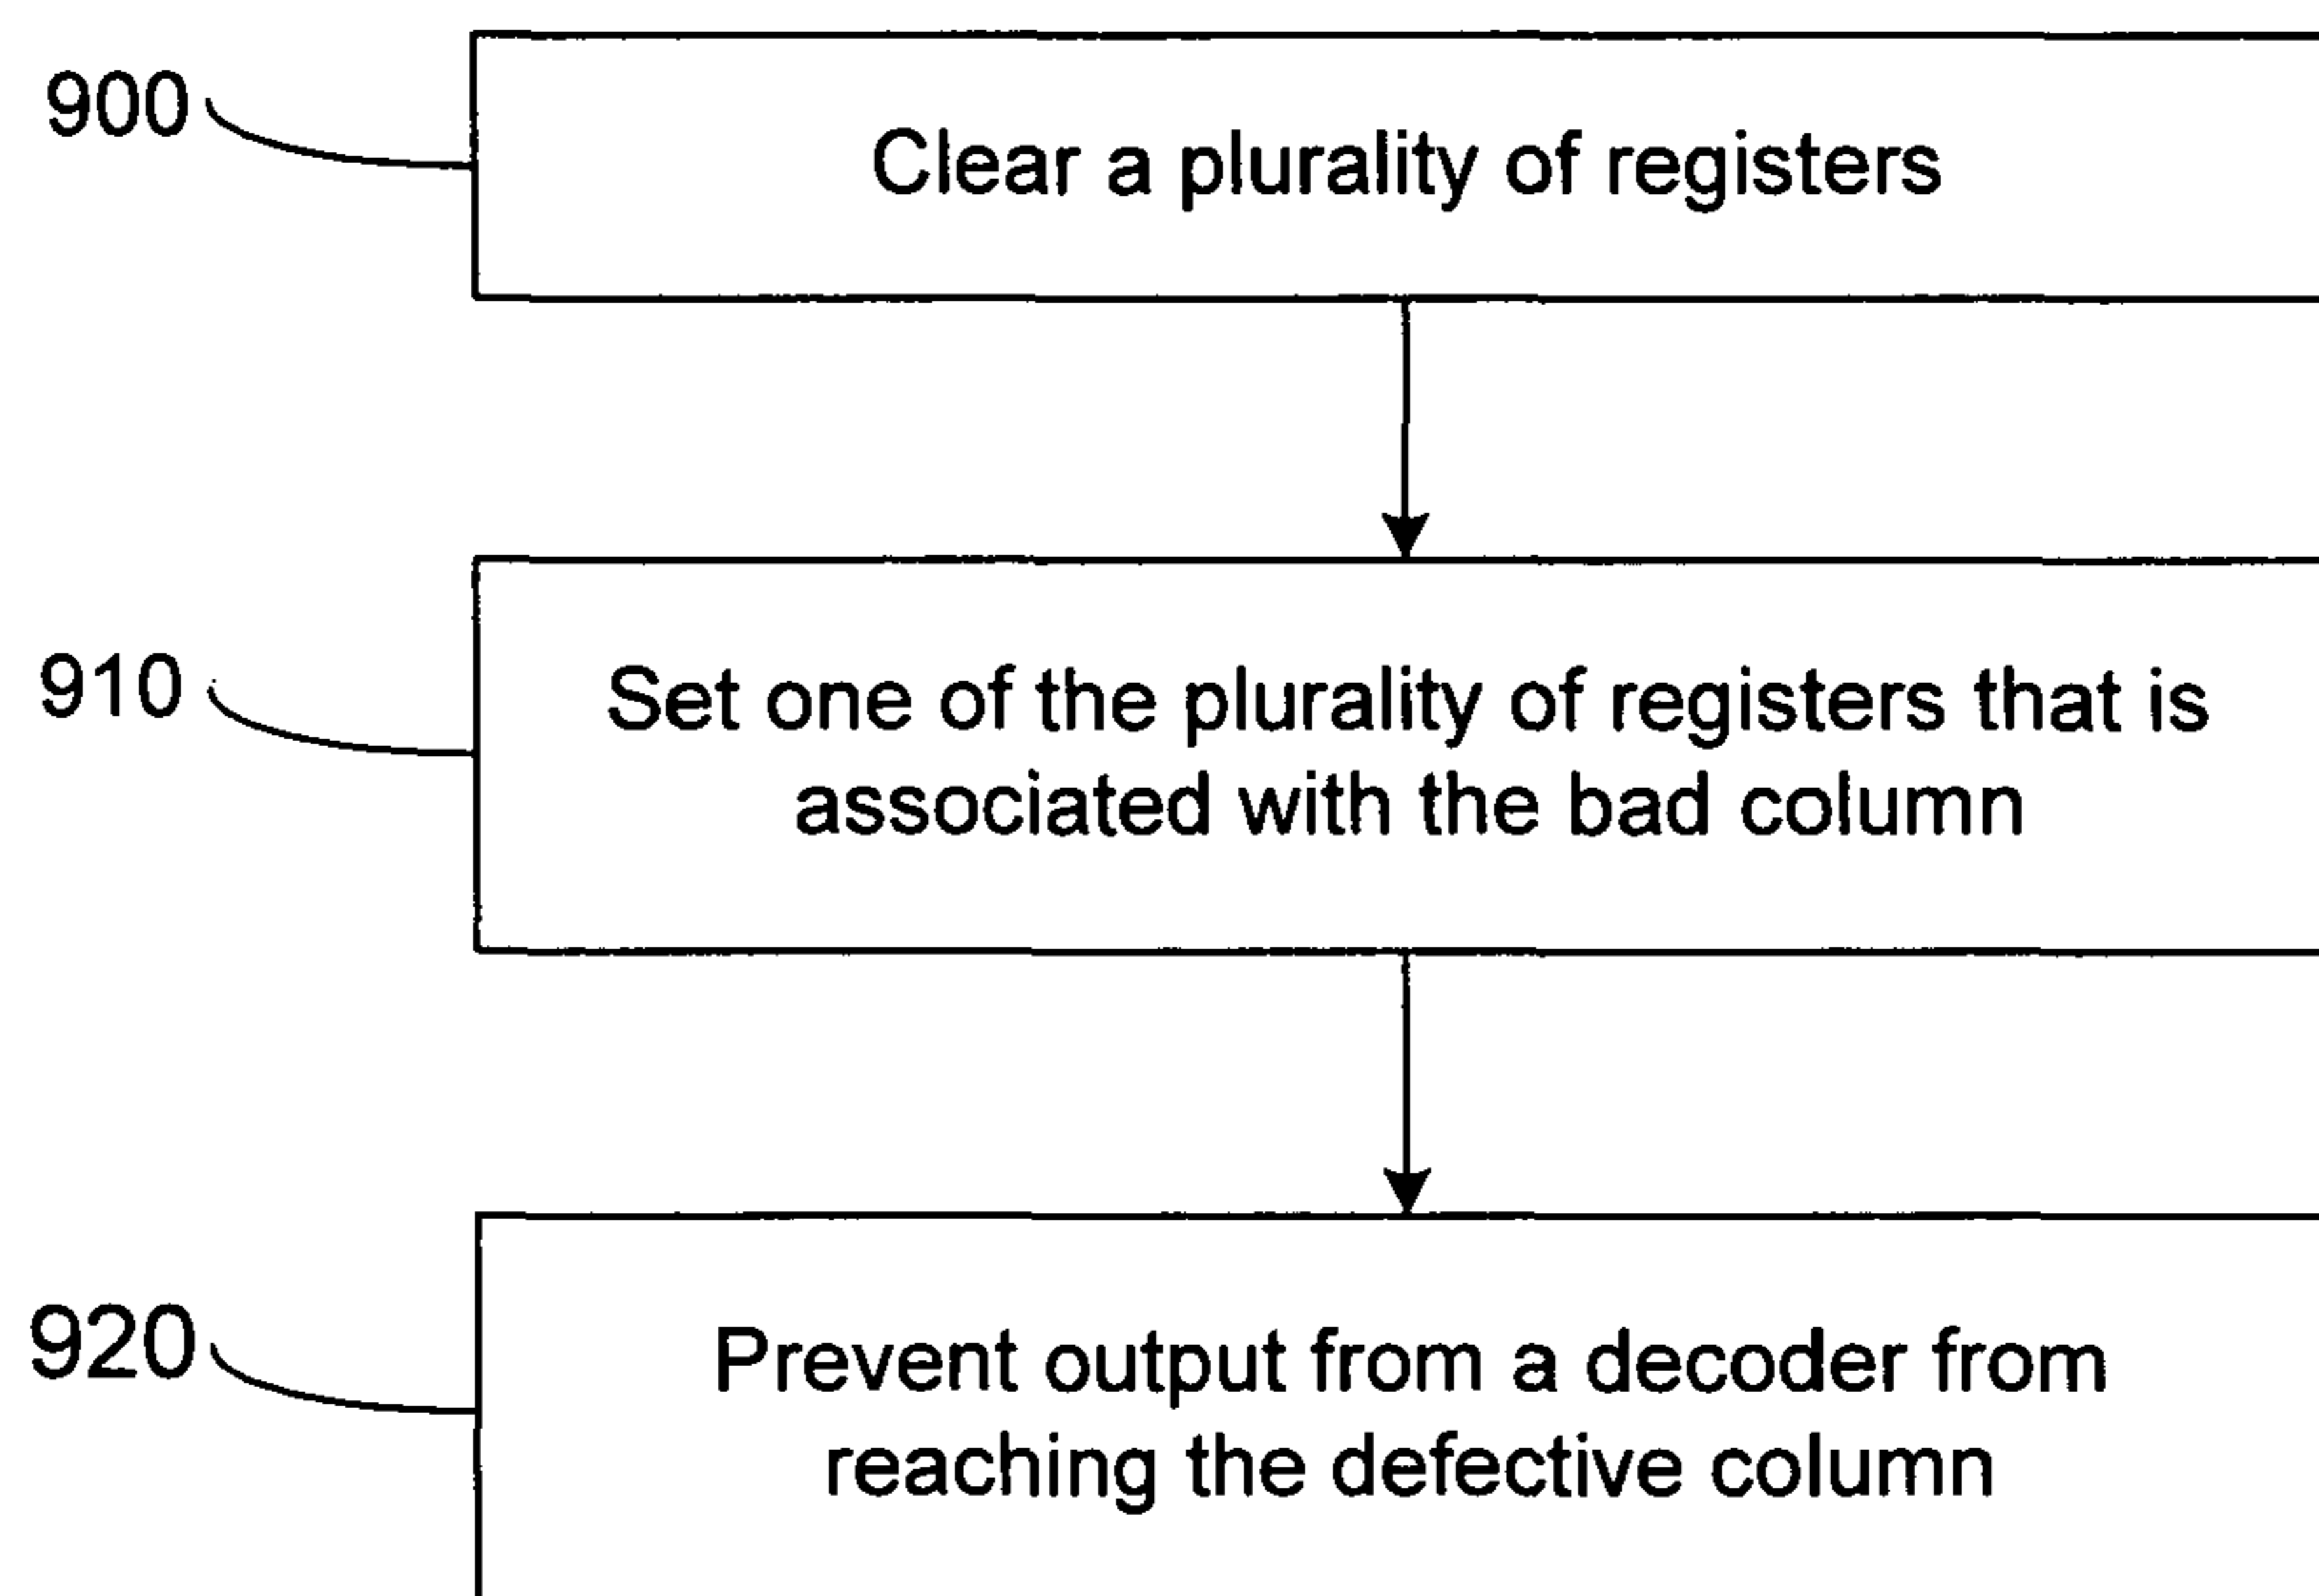 900
Clear a plurality of registers
910
Set one of the plurality of registers that is
associated with the bad column
920
Prevent output from a decoder from
reaching the defective column